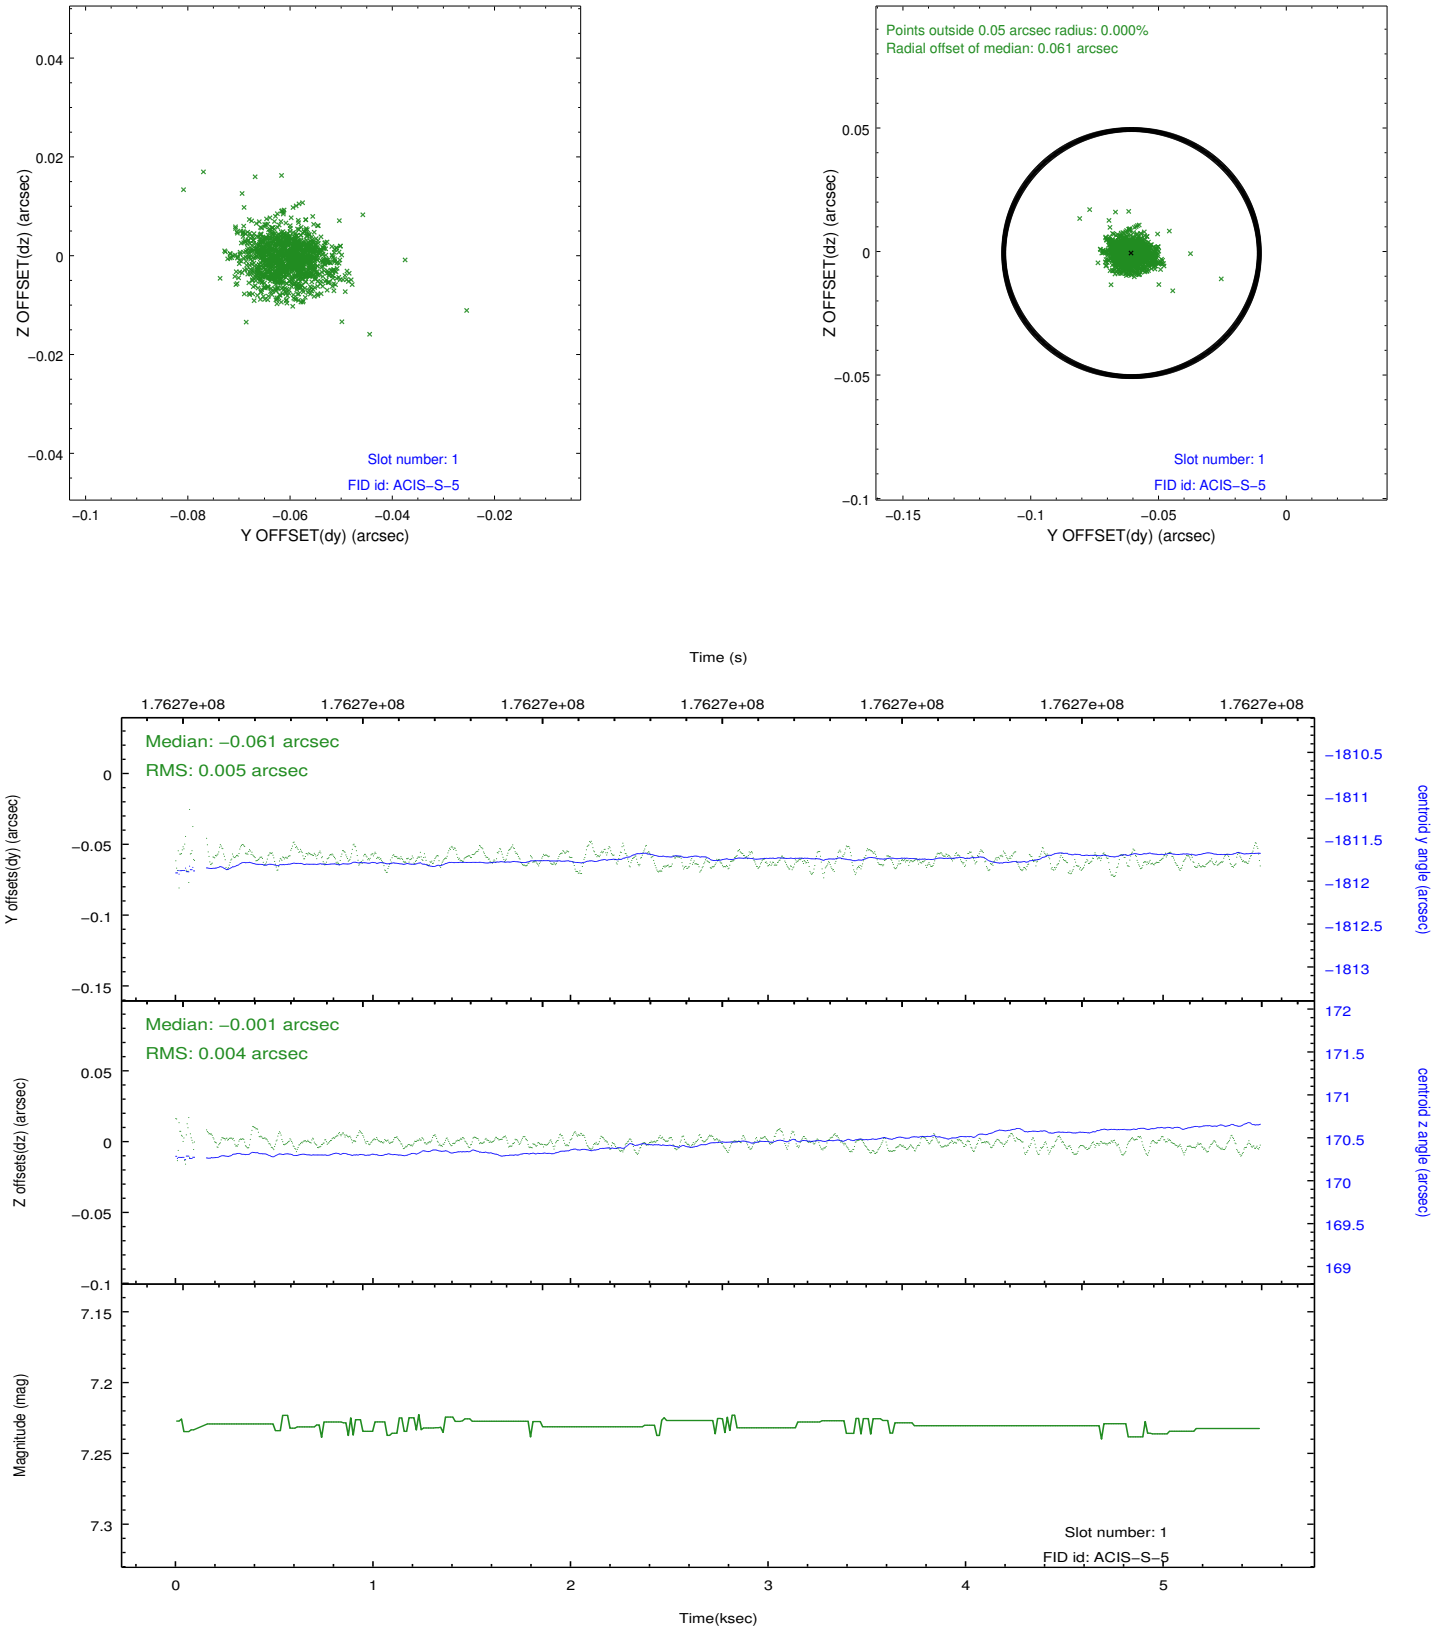 0.04
0.02
0
−0.02
−0.04
Z OFFSET(dz) (arcsec)
Slot number: 1
FID id: ACIS−S−5
−0.1
−0.08
−0.06
−0.04
−0.02
Y OFFSET(dy) (arcsec)
Points outside 0.05 arcsec radius: 0.000%
Radial offset of median: 0.061 arcsec
0.05
0
−0.05
−0.1
Z OFFSET(dz) (arcsec)
Slot number: 1
FID id: ACIS−S−5
−0.15
−0.1
−0.05
0
Y OFFSET(dy) (arcsec)
Time (s)
1.7627e+08
1.7627e+08
1.7627e+08
1.7627e+08
1.7627e+08
1.7627e+08
1.7627e+08
Median: −0.061 arcsec
RMS: 0.005 arcsec
0
−0.05
−0.1
−0.15
Y offsets(dy) (arcsec)
−1810.5
−1811
−1811.5
−1812
−1812.5
−1813
centroid y angle (arcsec)
Median: −0.001 arcsec
RMS: 0.004 arcsec
0.05
0
−0.05
−0.1
Z offsets(dz) (arcsec)
172
171.5
171
170.5
170
169.5
169
centroid z angle (arcsec)
7.15
7.2
7.25
7.3
Magnitude (mag)
Slot number: 1
FID id: ACIS−S−5
0
1
2
3
4
5
Time(ksec)